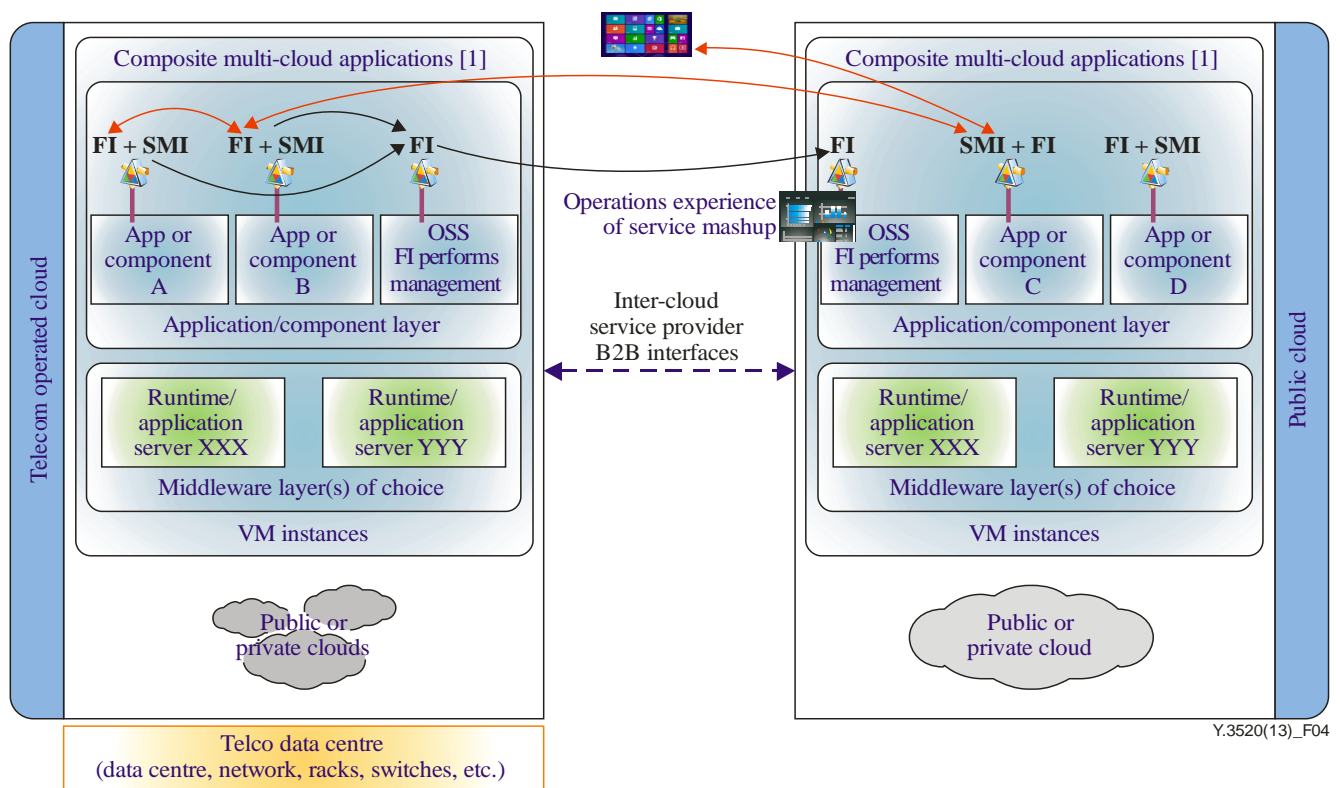 Telecom operated cloud
Composite multi-cloud applications [1]
FI + SMI
FI + SMI
FI
App or
component
A
App or
component
B
OSS
FI performs
management
Application/component layer
Runtime/
application
server XXX
Runtime/
application
server YYY
Middleware layer(s) of choice
VM instances
Public or
private clouds
Telco data centre
(data centre, network, racks, switches, etc.)
Operations experience
of service mashup
Inter-cloud
service provider
B2B interfaces
Composite multi-cloud applications [1]
FI
SMI + FI
FI + SMI
OSS
FI performs
management
App or
component
C
App or
component
D
Application/component layer
Runtime/
application
server XXX
Runtime/
application
server YYY
Middleware layer(s) of choice
VM instances
Public or
private cloud
Public cloud
Y.3520(13)_F04